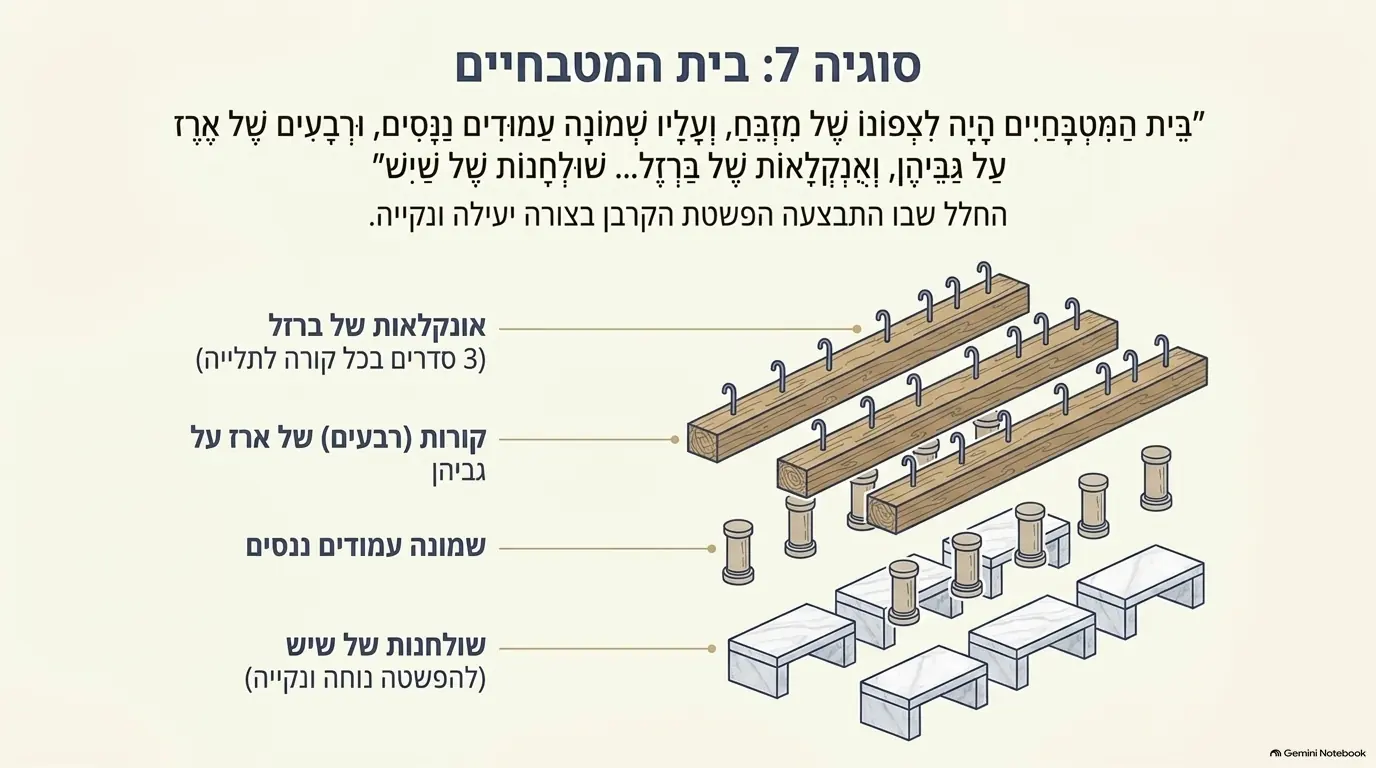 סוגיה 7: בית המטבחיים
"בֵּית הַמִּטְבָּחַיִם הָיָה לִצְפוֹנוֹ שֶׁל מִזְבֵּחַ, וְעָלָיו שְׁמוֹנָה עַמּוּדִים נַנָּסִים, וּרְבָעִים שֶׁל אֶרֶז
עַל גַּבֵּיהֶן, וְאֻנְקְלָאוֹת שֶׁל בַּרְזֶל... שׁוּלְחָנוֹת שֶׁל שַׁיִשׁ"
החלל שבו התבצעה הפשטת הקרבן בצורה יעילה ונקייה.
אונקלאות של ברזל
(3 סדרים בכל קורה לתלייה)
קורות (רבעים) של ארז על
גביהן
שמונה עמודים ננסים
שולחנות של שיש
(להפשטה נוחה ונקייה)
Gemini Notebook